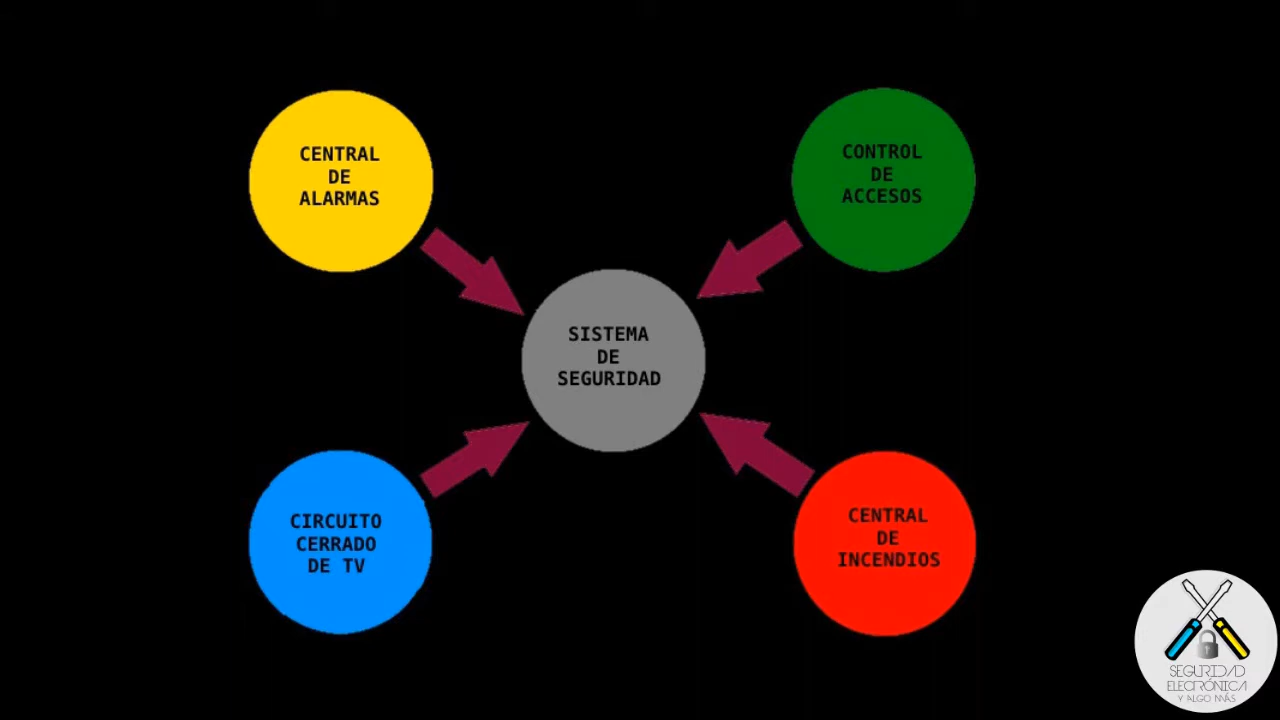 CENTRAL
DE
ALARMAS
CONTROL
DE
ACCESOS
SISTEMA
DE
SEGURIDAD
CIRCUITO
CERRADO
DE TV
CENTRAL
DE
INCENDIOS
SEGURIDAD
ELECTRÓNICA
Y ALGO MÁS